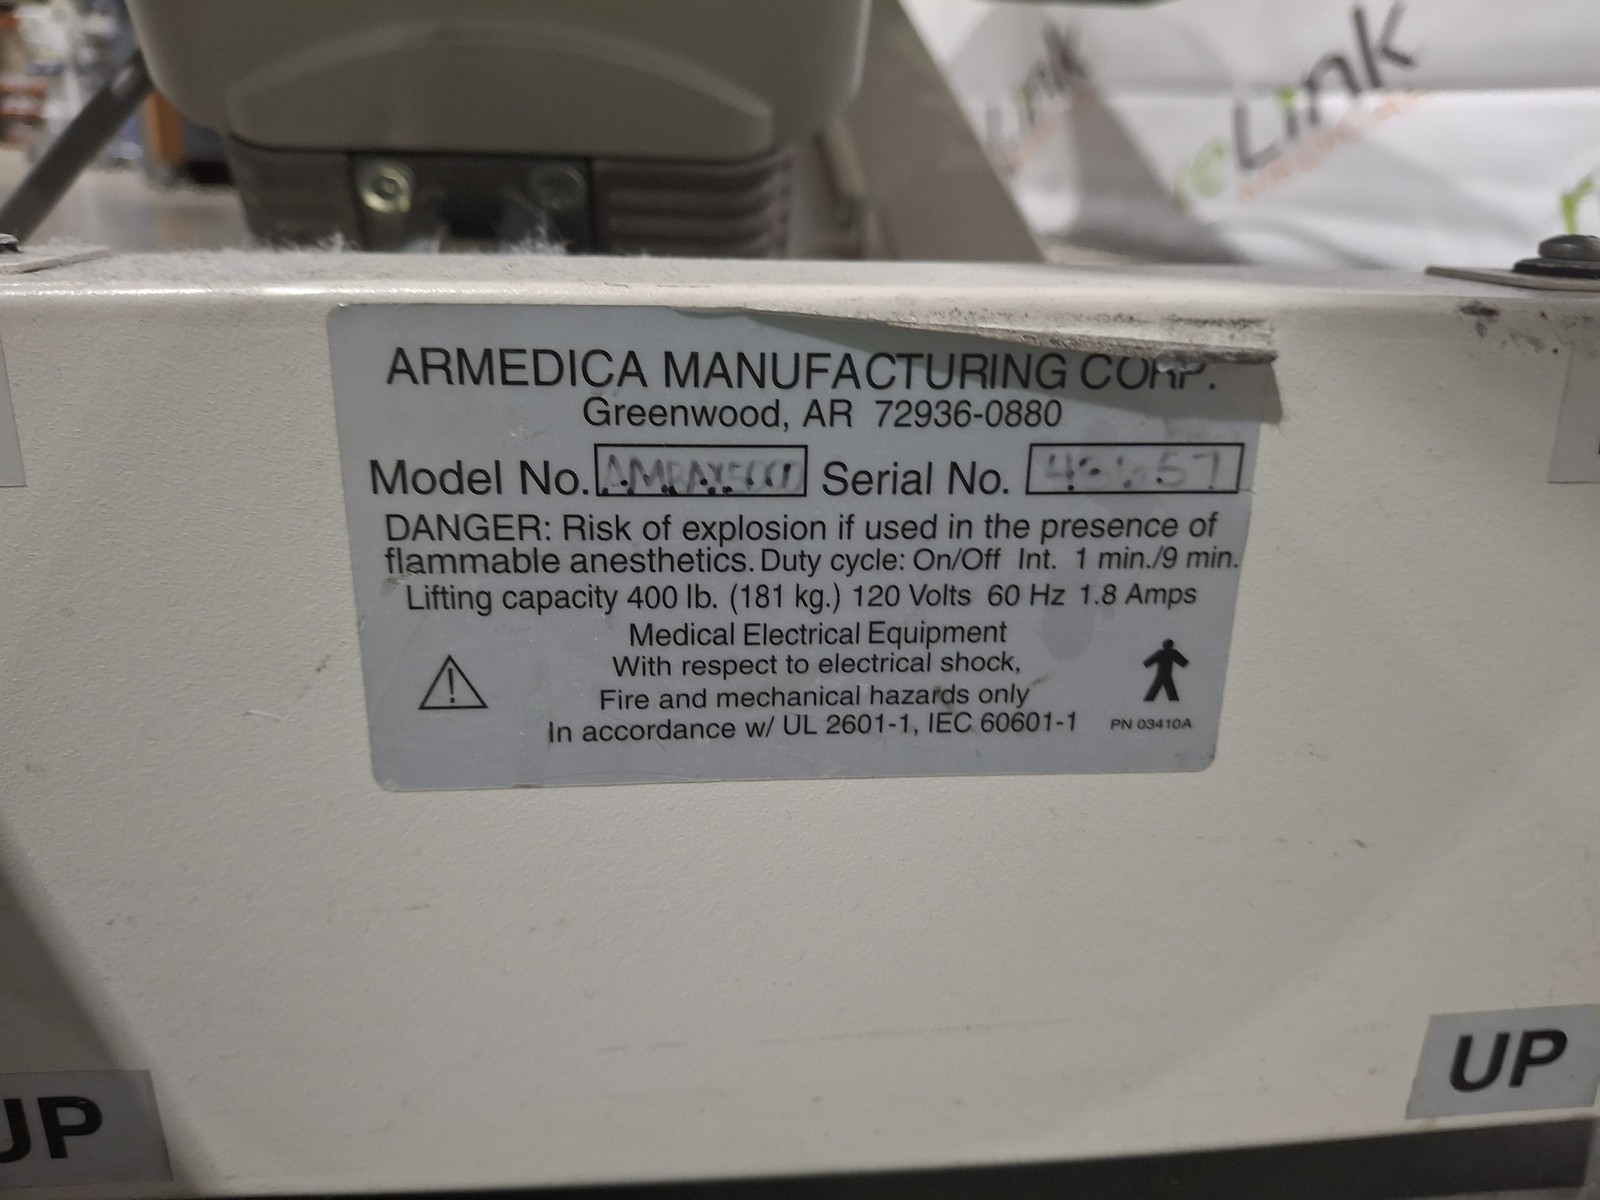 Link
reLink
ARMEDICA MANUFACTURING CORP.
Greenwood, AR 72936-0880
Model No. Serial No.
DANGER: Risk of explosion if used in the presence of
flammable anesthetics. Duty cycle: On/Off Int. 1 min./9 min.
Lifting capacity 400 lb. (181 kg.) 120 Volts 60 Hz 1.8 Amps
Medical Electrical Equipment
With respect to electrical shock,
Fire and mechanical hazards only
In accordance w/ UL 2601-1, IEC 60601-1
PN 03410A
UP
UP